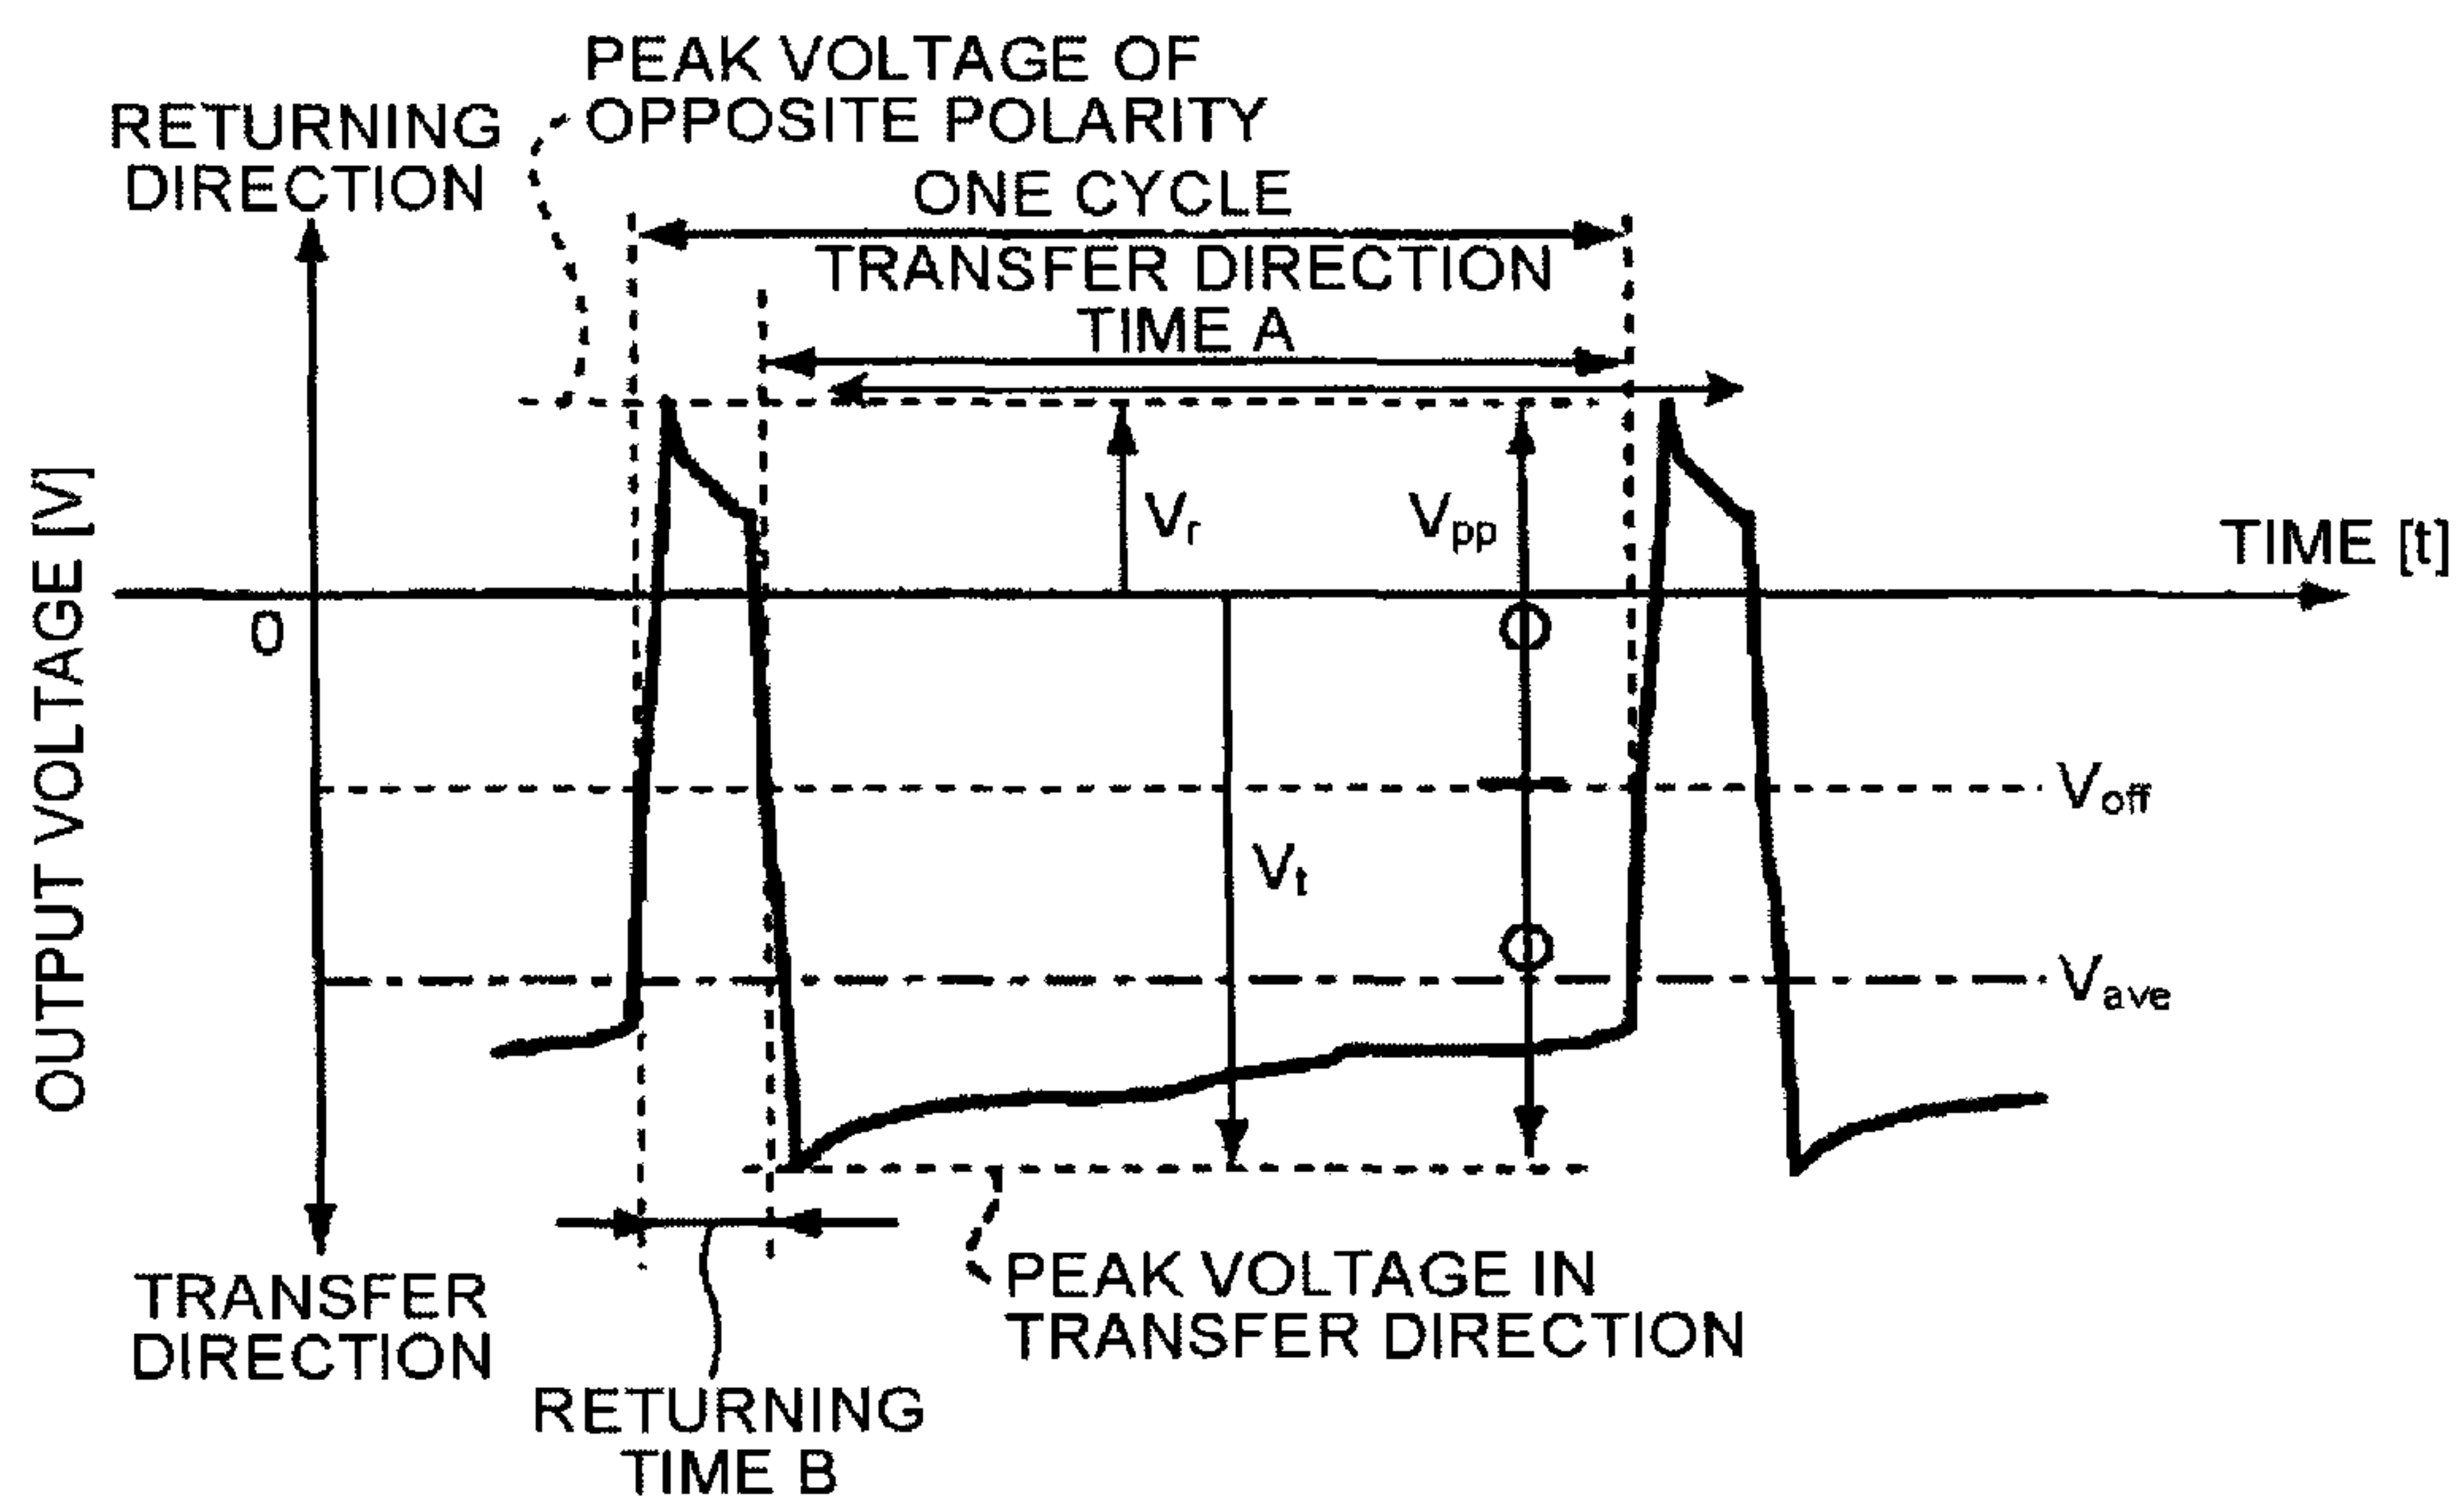 PEAK VOLTAGE OF
OPPOSITE POLARITY
RETURNING
DIRECTION
ONE CYCLE
TRANSFER DIRECTION
TIME A
OUTPUT VOLTAGE [V]
Vr
Vpp
TIME [t]
0
Voff
Vt
Vave
TRANSFER
DIRECTION
PEAK VOLTAGE IN
TRANSFER DIRECTION
RETURNING
TIME B